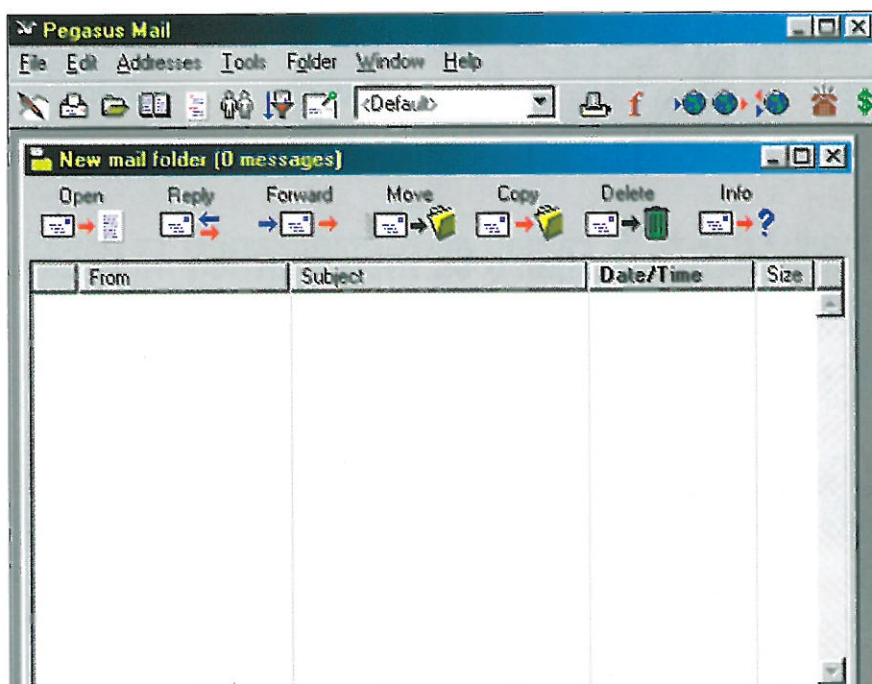 Pegasus Mail
File Edit Addresses Tools Folder Window Help
<Default> f $
New mail folder (0 messages)
Open Reply Forward Move Copy Delete Info
?
From Subject Date/Time Size